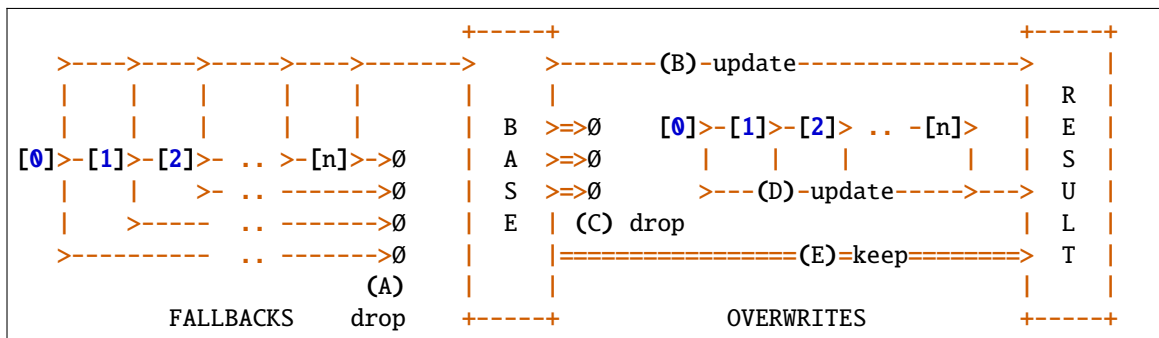 +-----+                                       +-----+
   >---->---->----->---->------->     >-------(B)-update---------------->     |
   |    |    |     |    |       |     |                                       |  R  |
   |    |    |     |    |       |  B  >=>Ø    [0]>-[1]>-[2]> .. -[n]>   |  E  |
[0]>-[1]>-[2]>- .. >-[n]>->Ø    |  A  >=>Ø       |    |    |        |   |  S  |
   |    |    >- .. ------->Ø    |  S  >=>Ø       >---(D)-update----->--->  U  |
   |    >----- .. ------->Ø    |  E  | (C) drop                        |  L  |
   >---------- .. ------->Ø    |     |=================(E)=keep========>  T  |
                         (A)    |     |                                       |     |
          FALLBACKS    drop    +-----+            OVERWRITES           +-----+